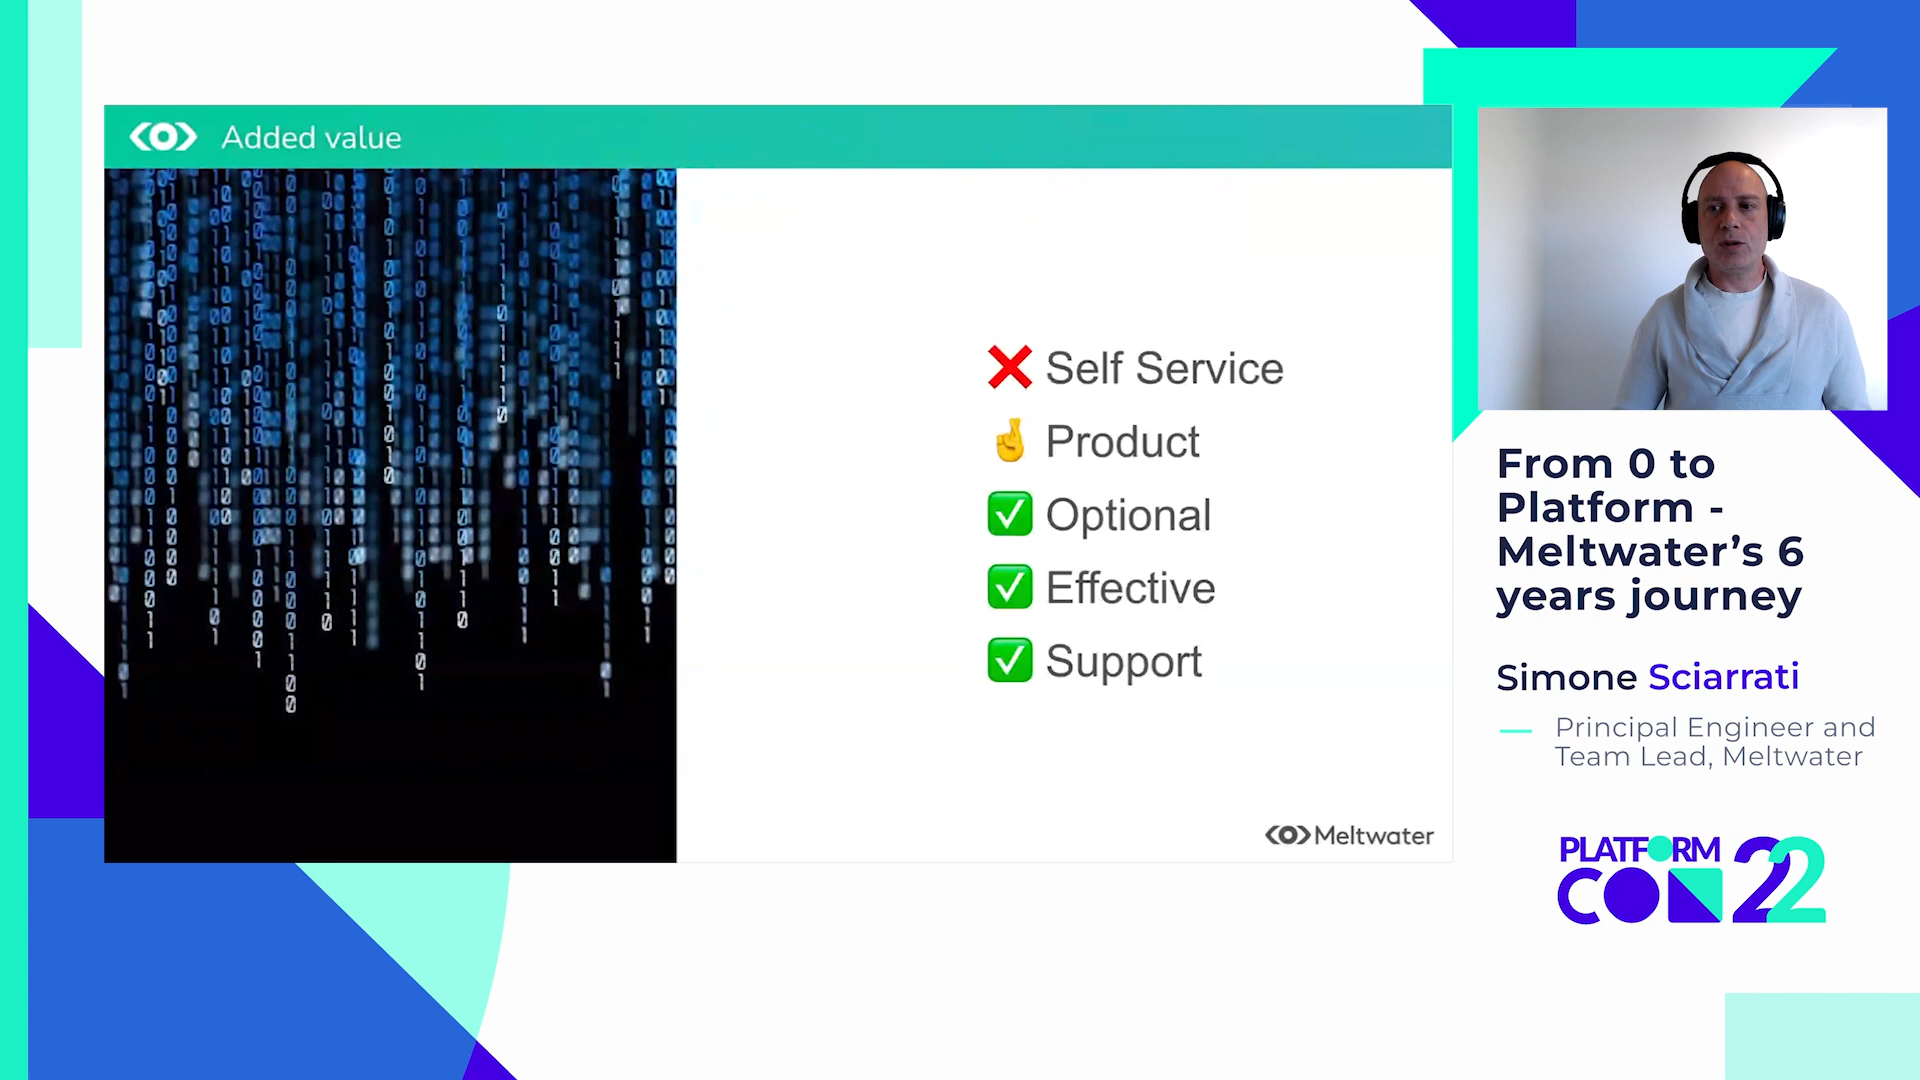 Added value
Self Service
Product
Optional
Effective
Support
Meltwater
From 0 to
Platform -
Meltwater’s 6
years journey
Simone Sciarrati
Principal Engineer and
Team Lead, Meltwater
PLATFORM
CON 22